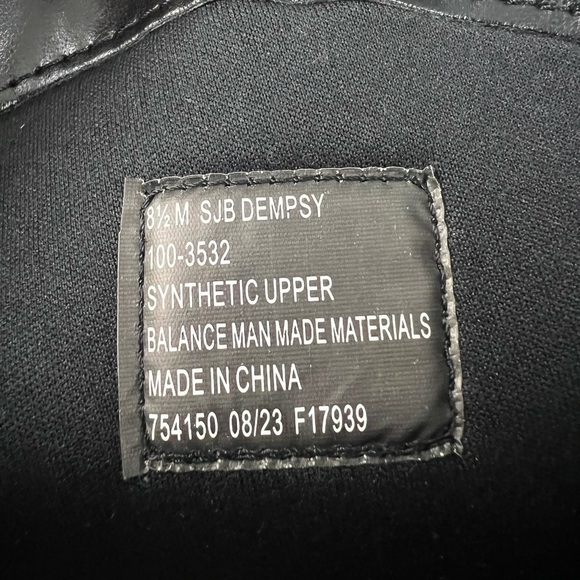 8½ M SJB DEMPSY
100-3532
SYNTHETIC UPPER
BALANCE MAN MADE MATERIALS
MADE IN CHINA
754150 08/23 F17939